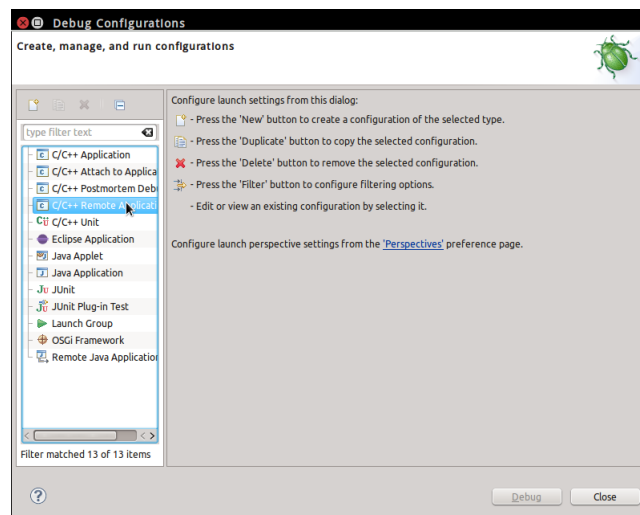 Debug Configurations
Create, manage, and run configurations
Configure launch settings from this dialog:
- Press the 'New' button to create a configuration of the selected type.
- Press the 'Duplicate' button to copy the selected configuration.
- Press the 'Delete' button to remove the selected configuration.
- Press the 'Filter' button to configure filtering options.
- Edit or view an existing configuration by selecting it.
Configure launch perspective settings from the 'Perspectives' preference page.
type filter text
C/C++ Application
C/C++ Attach to Applica
C/C++ Postmortem Deb
C/C++ Remote Applicati
C/C++ Unit
Eclipse Application
Java Applet
Java Application
JUnit
JUnit Plug-in Test
Launch Group
OSGi Framework
Remote Java Application
Filter matched 13 of 13 items
Debug
Close